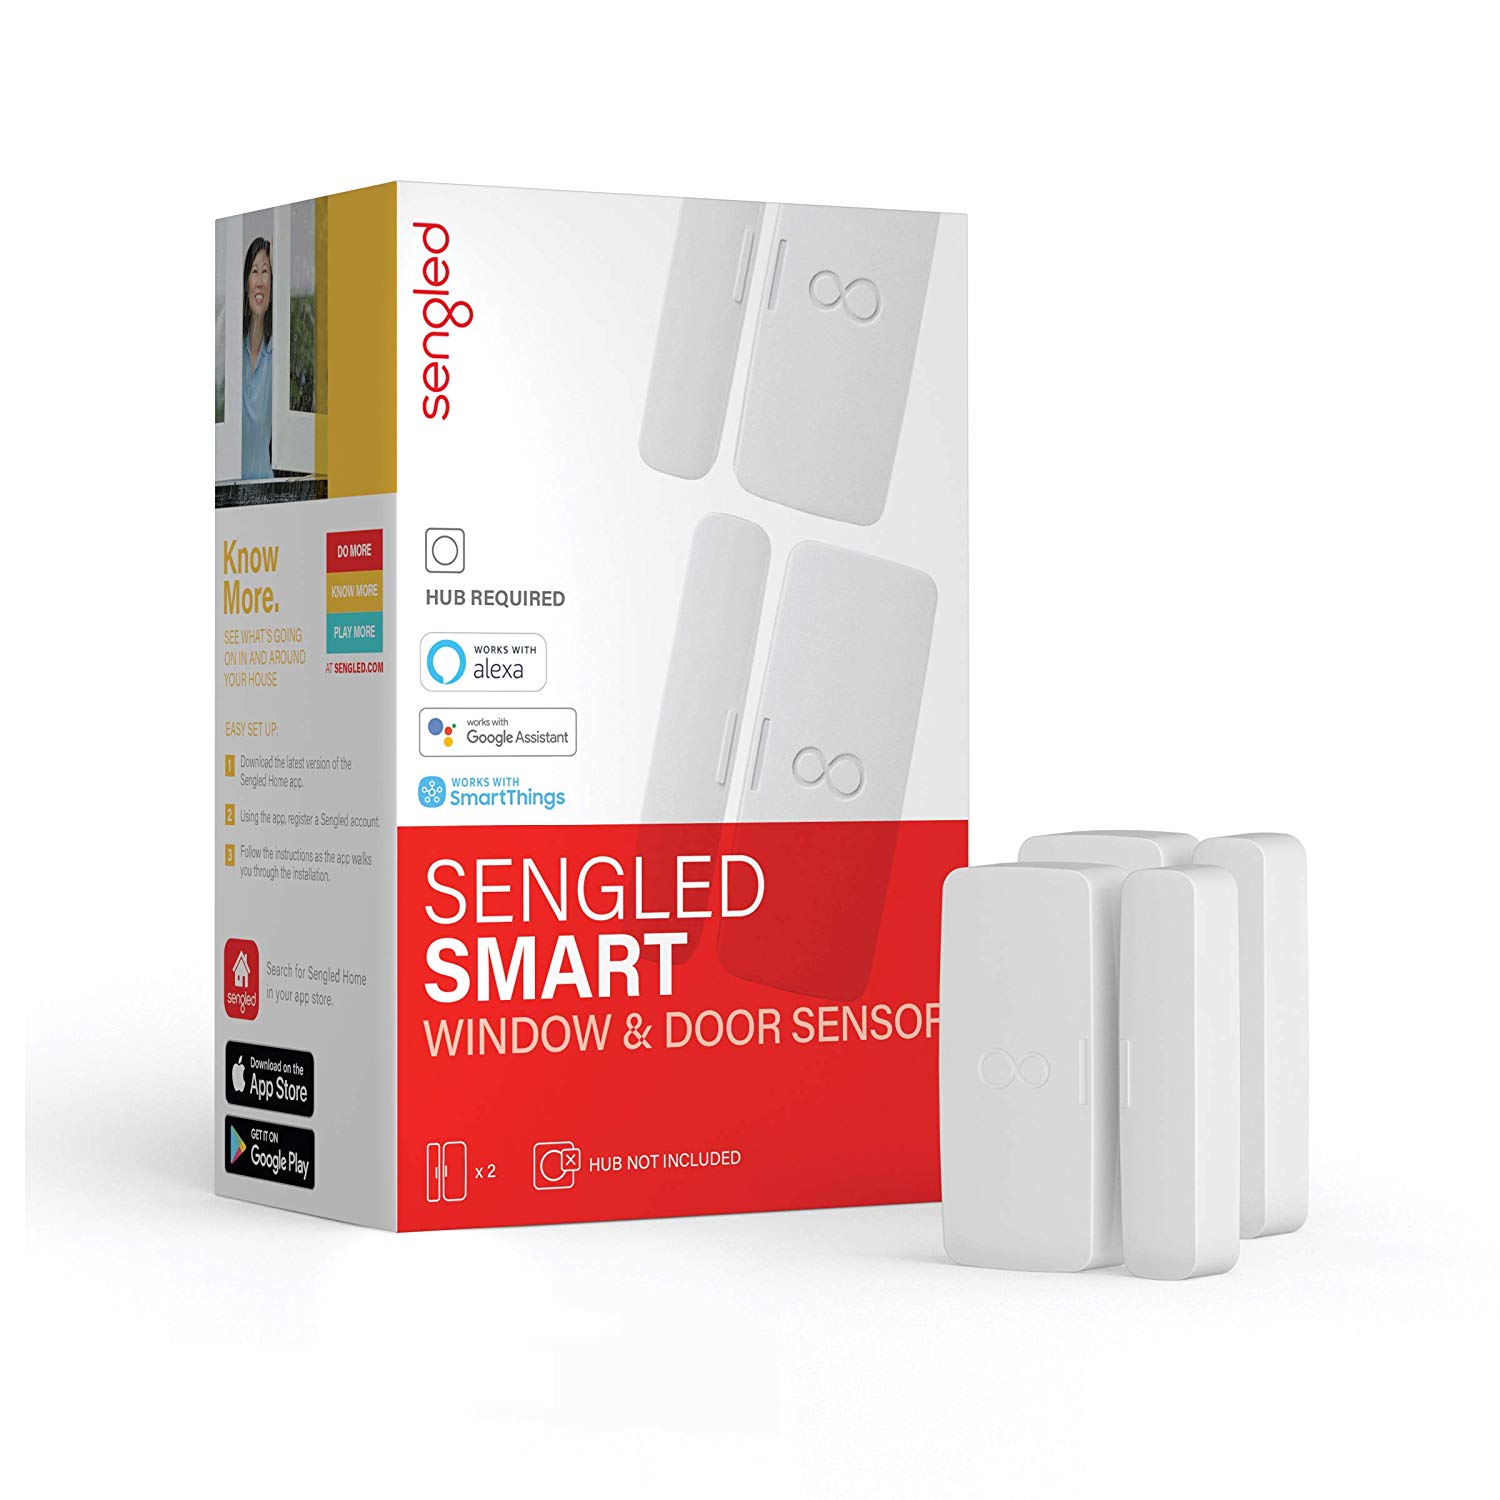 sengled
HUB REQUIRED
WORKS WITH
alexa
works with
Google Assistant
WORKS WITH
SmartThings
SENGLED
SMART
WINDOW & DOOR SENSOR
x 2
HUB NOT INCLUDED
Know
More.
SEE WHAT'S GOING
ON IN AND AROUND
YOUR HOUSE
DO MORE
KNOW MORE
PLAY MORE
AT SENGLED.COM
EASY SET UP:
1 Download the latest version of the
Sengled Home app.
2 Using the app, register a Sengled account.
3 Follow the instructions as the app walks
you through the installation.
sengled
Search for Sengled Home
in your app store.
Download on the
App Store
GET IT ON
Google Play